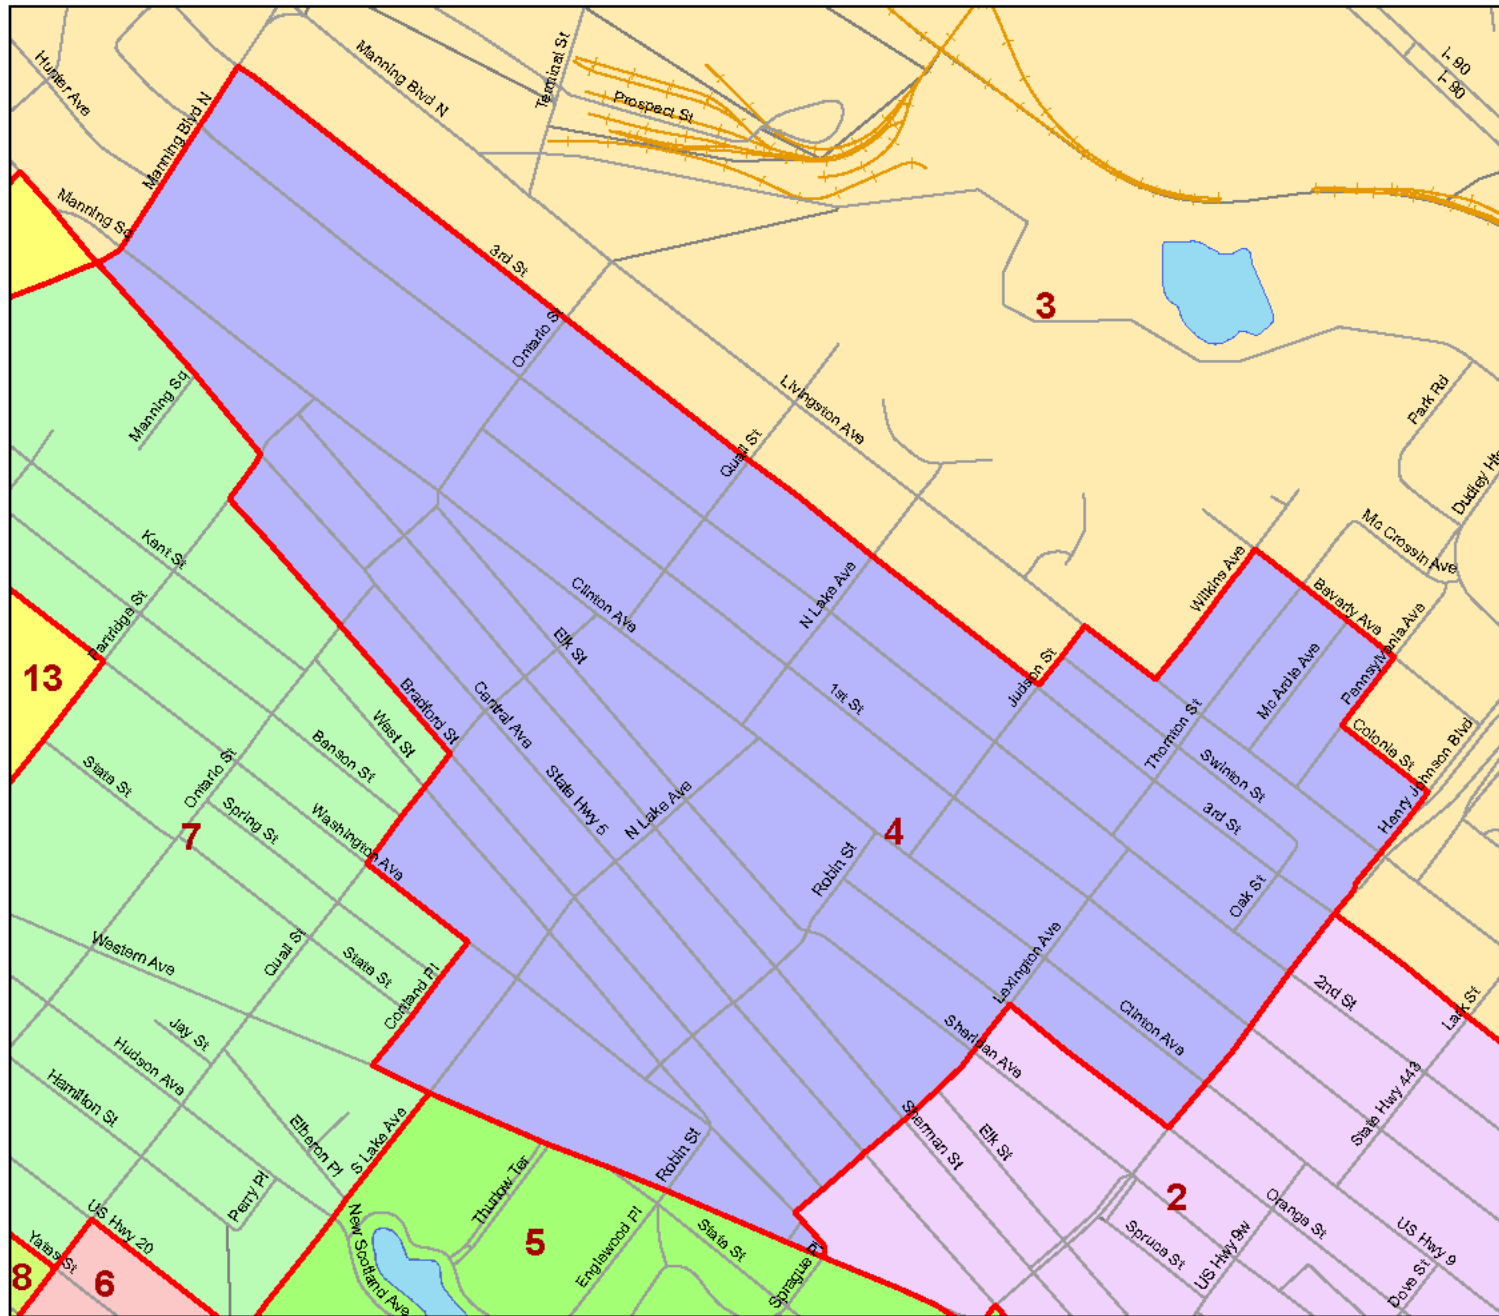 Hunter Ave
Manning Blvd N
Terminal St
Prospect St
I- 90
I- 90
Manning Blvd N
Manning Sq
3rd St
3
Ontario St
Manning Sq
Livingston Ave
Quail St
Park Rd
Dudley Hts
Mc Crossin Ave
Kent St
Partridge St
Clinton Ave
N Lake Ave
Wilkins Ave
Beverly Ave
Pennsylvania Ave
Elk St
13
Bradford St
Central Ave
West St
1st St
Judson St
Mc Ardle Ave
Thornton St
Colonie St
Henry Johnson Blvd
Swinton St
3rd St
State St
Ontario St
Benson St
State Hwy 5
N Lake Ave
Spring St
Washington Ave
7
4
Robin St
Oak St
Western Ave
Quail St
State St
Cortland Pl
Lexington Ave
2nd St
Lark St
Clinton Ave
Sheridan Ave
Jay St
Hudson Ave
Hamilton St
Elberon Pl
S Lake Ave
Sherman St
Elk St
State Hwy 443
Robin St
Thurlow Ter
Perry Pl
US Hwy 20
New Scotland Ave
5
Englewood Pl
State St
Sprague Pl
2
Spruce St
US Hwy 9w
Orange St
US Hwy 9
Dove St
Yates St
8
6